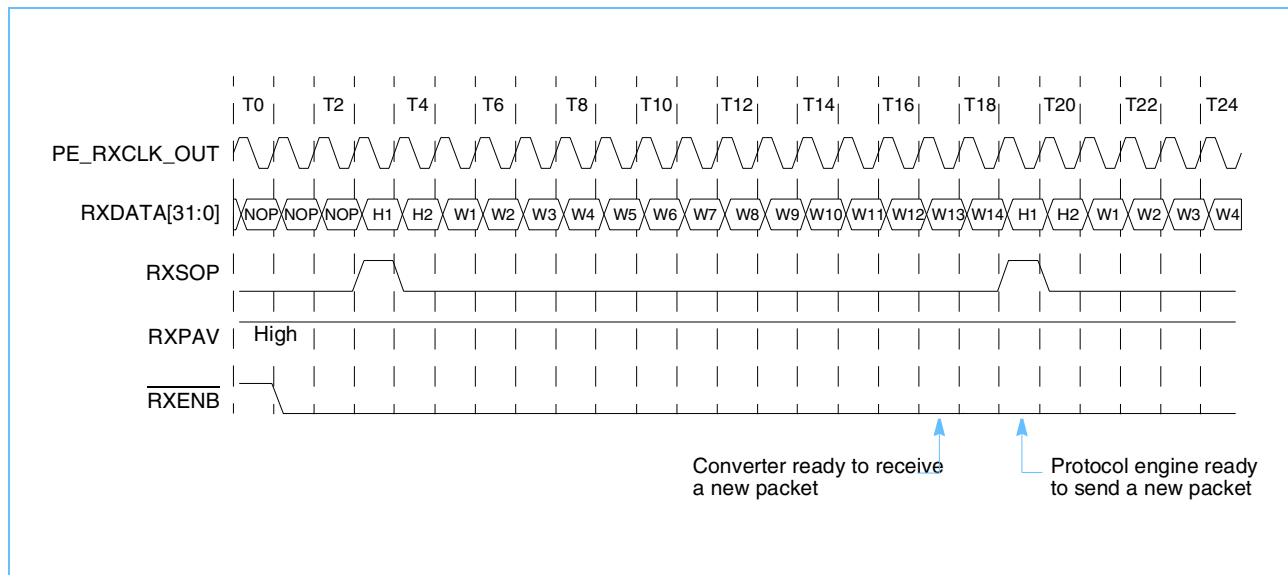 T0 T2 T4 T6 T8 T10 T12 T14 T16 T18 T20 T22 T24
PE_RXCLK_OUT
RXDATA[31:0] NOP NOP NOP H1 H2 W1 W2 W3 W4 W5 W6 W7 W8 W9 W10 W11 W12 W13 W14 H1 H2 W1 W2 W3 W4
RXSOP
RXPAV High
RXENB
Converter ready to receive
a new packet
Protocol engine ready
to send a new packet